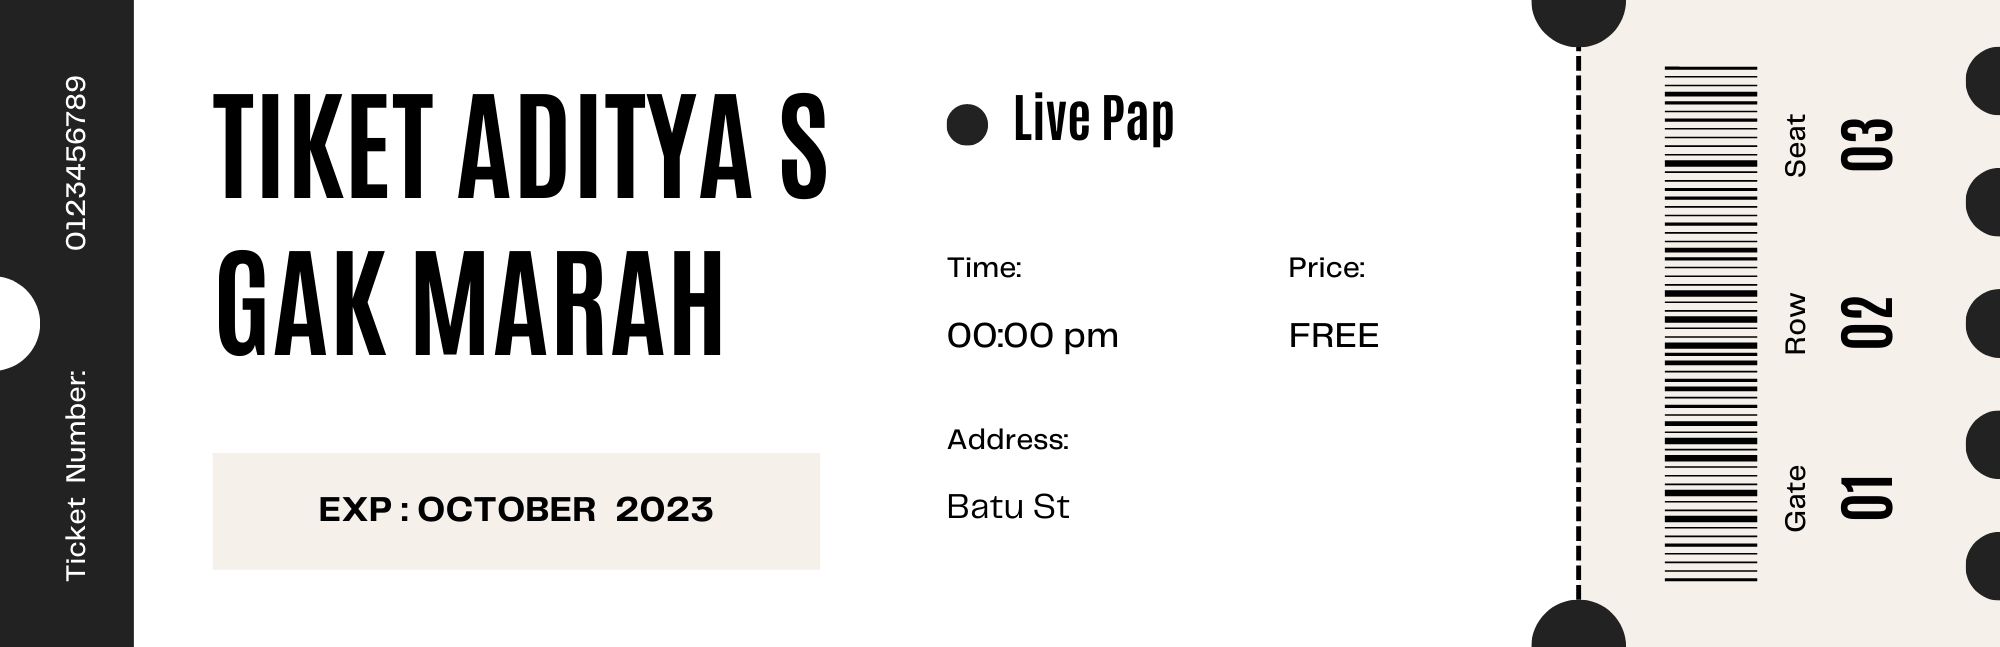 Ticket Number: 0123456789
TIKET ADITYA S
GAK MARAH
EXP : OCTOBER 2023
Live Pap
Time:
00:00 pm
Price:
FREE
Address:
Batu St
Gate
01
Row
02
Seat
03